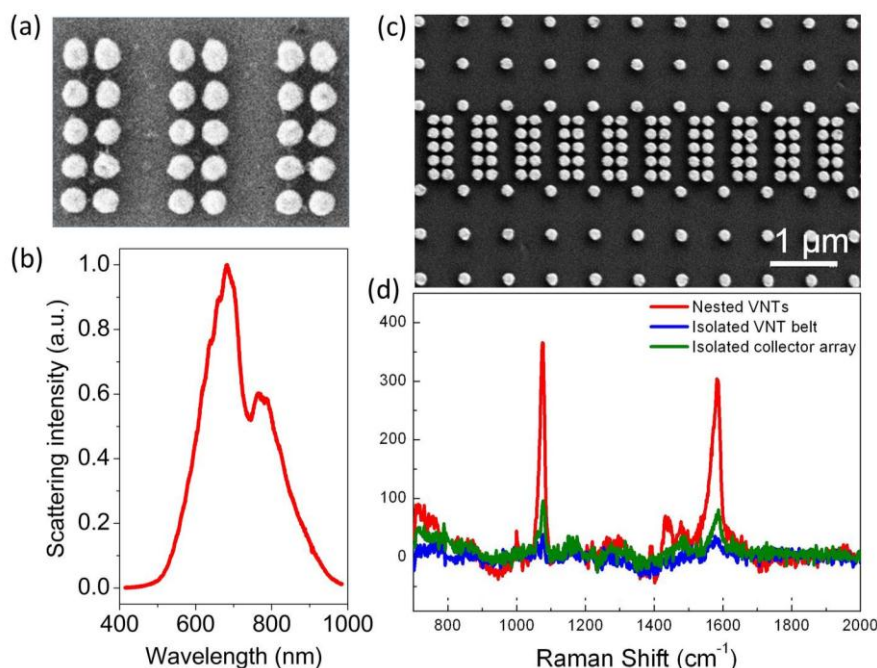 (a)
(b)
Scattering intensity (a.u.)
1.0
0.8
0.6
0.4
0.2
0.0
400 600 800 1000
Wavelength (nm)
(c)
1 μm
(d)
Nested VNTs
Isolated VNT belt
Isolated collector array
400
300
200
100
0
800 1000 1200 1400 1600 1800 2000
Raman Shift (cm⁻¹)